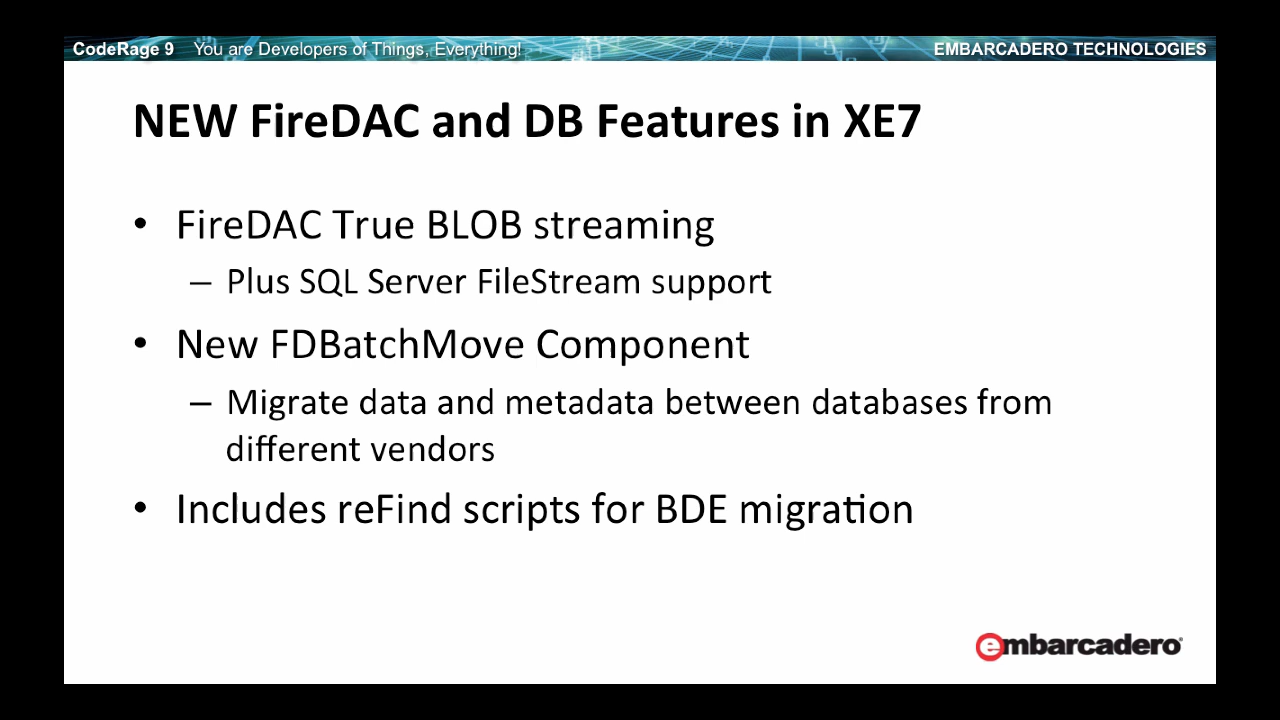 CodeRage 9 You are Developers of Things, Everything! EMBARCADERO TECHNOLOGIES
NEW FireDAC and DB Features in XE7
• FireDAC True BLOB streaming
– Plus SQL Server FileStream support
• New FDBatchMove Component
– Migrate data and metadata between databases from
different vendors
• Includes reFind scripts for BDE migration
embarcadero®